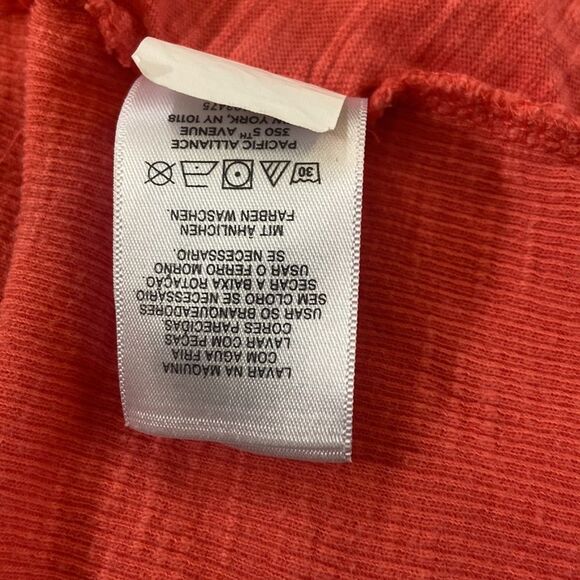 LAVAR NA MAQUINA
COM AGUA FRIA
LAVAR COM PEÇAS
CORES PARECIDAS
USAR SO BRANQUEADORES
SEM CLORO SE NECESSARIO
SECAR A BAIXA ROTAÇAO
USAR O FERRO MORNO
SE NECESSARIO.
MIT ÄHNLICHEN
FARBEN WASCHEN.
30
PACIFIC ALLIANCE
350 5TH AVENUE
YORK, NY 10118